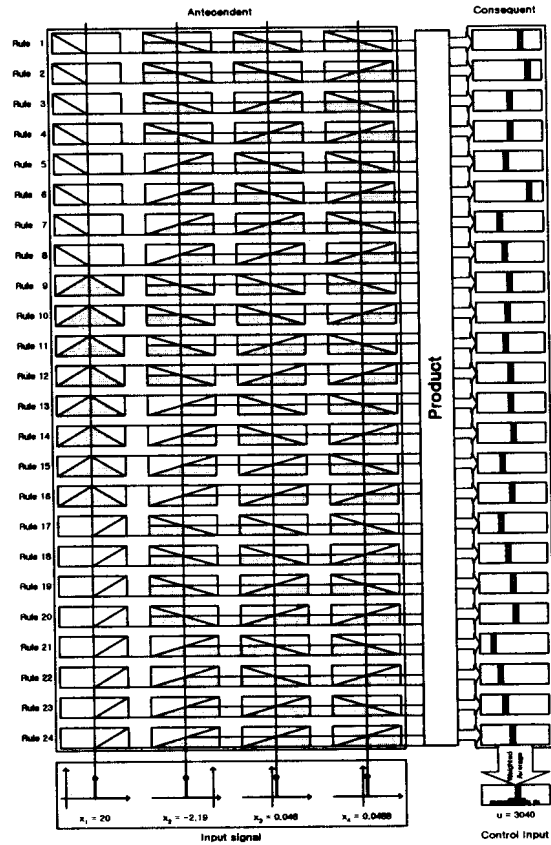 Antecendent
Consequent
Rule 1
Rule 2
Rule 3
Rule 4
Rule 5
Rule 6
Rule 7
Rule 8
Rule 9
Rule 10
Rule 11
Rule 12
Rule 13
Rule 14
Rule 15
Rule 16
Rule 17
Rule 18
Rule 19
Rule 20
Rule 21
Rule 22
Rule 23
Rule 24
Product
Weighted
Average
x₁ = 20
x₂ = -2.19
x₃ = 0.046
x₄ = 0.0488
u = 3040
Input signal
Control Input